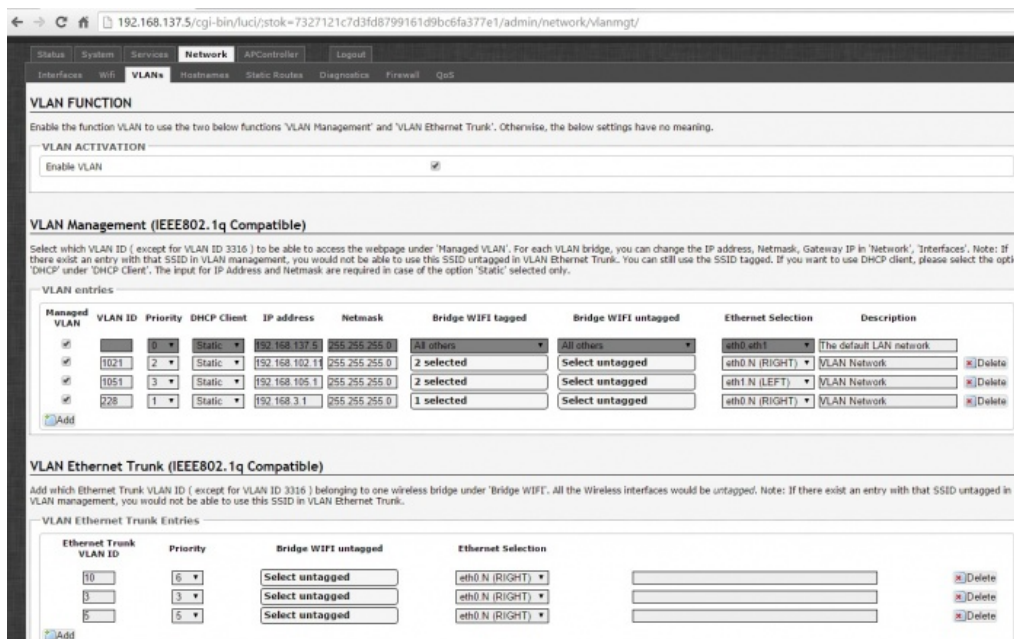 192.168.137.5/cgi-bin/luci/;stok=7327121c7d3fd8799161d9bc6fa377e1/admin/network/vlanmgt/
Status System Services Network APController Logout
Interfaces Wifi VLANs Hostnames Static Routes Diagnostics Firewall QoS
VLAN FUNCTION
Enable the function VLAN to use the two below functions 'VLAN Management' and 'VLAN Ethernet Trunk'. Otherwise, the below settings have no meaning.
VLAN ACTIVATION
Enable VLAN
VLAN Management (IEEE802.1q Compatible)
Select which VLAN ID ( except for VLAN ID 3316 ) to be able to access the webpage under 'Managed VLAN'. For each VLAN bridge, you can change the IP address, Netmask, Gateway IP in 'Network', 'Interfaces'. Note: If
there exist an entry with that SSID in VLAN management, you would not be able to use this SSID untagged in VLAN Ethernet Trunk. You can still use the SSID tagged. If you want to use DHCP client, please select the opti
'DHCP' under 'DHCP Client'. The input for IP Address and Netmask are required in case of the option 'Static' selected only.
VLAN entries
Managed VLAN VLAN ID Priority DHCP Client IP address Netmask Bridge WIFI tagged Bridge WIFI untagged Ethernet Selection Description
0 Static 192.168.137.5 255.255.255.0 All others All others eth0.eth1 The default LAN network
1021 2 Static 192.168.102.11 255.255.255.0 2 selected Select untagged eth0.N (RIGHT) VLAN Network Delete
1051 3 Static 192.168.105.1 255.255.255.0 2 selected Select untagged eth1.N (LEFT) VLAN Network Delete
228 1 Static 192.168.3.1 255.255.255.0 1 selected Select untagged eth0.N (RIGHT) VLAN Network Delete
Add
VLAN Ethernet Trunk (IEEE802.1q Compatible)
Add which Ethernet Trunk VLAN ID ( except for VLAN ID 3316 ) belonging to one wireless bridge under 'Bridge WIFI'. All the Wireless interfaces would be untagged. Note: If there exist an entry with that SSID untagged in
VLAN management, you would not be able to use this SSID in VLAN Ethernet Trunk.
VLAN Ethernet Trunk Entries
Ethernet Trunk VLAN ID Priority Bridge WIFI untagged Ethernet Selection
10 6 Select untagged eth0.N (RIGHT) Delete
3 3 Select untagged eth0.N (RIGHT) Delete
5 5 Select untagged eth0.N (RIGHT) Delete
Add